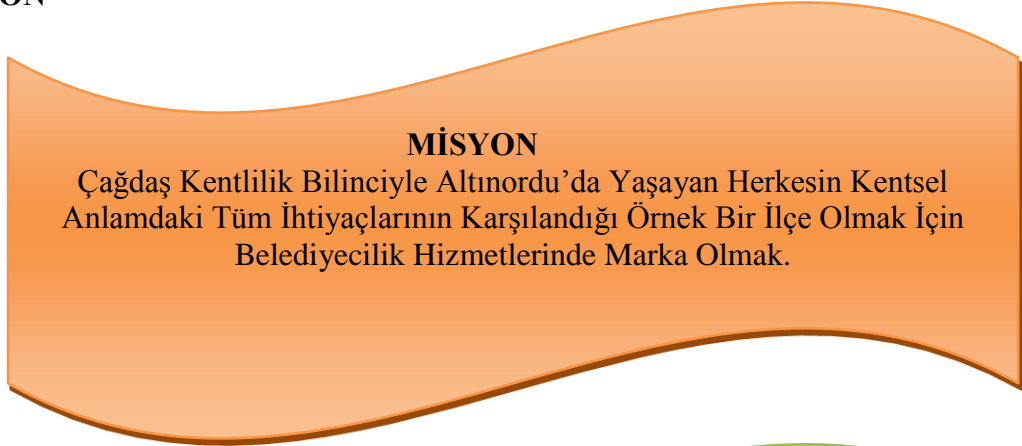 ON
MİSYON
Çağdaş Kentlilik Bilinciyle Altınordu’da Yaşayan Herkesin Kentsel
Anlamdaki Tüm İhtiyaçlarının Karşılandığı Örnek Bir İlçe Olmak İçin
Belediyecilik Hizmetlerinde Marka Olmak.